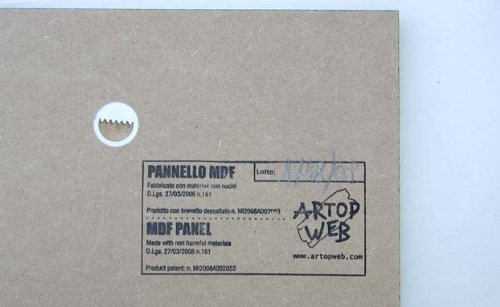 PANNELLO MDF
Lotto:
Fabbricato con materiali non nocivi
D.Lgs. 27/03/2006 n.161
Prodotto con brevetto depositato n. MI2008A002053
MDF PANEL
Made with non harmful materials
D.Lgs. 27/03/2006 n.161
Product patent: n. MI2008A002053
ARTOP
WEB
www.artopweb.com